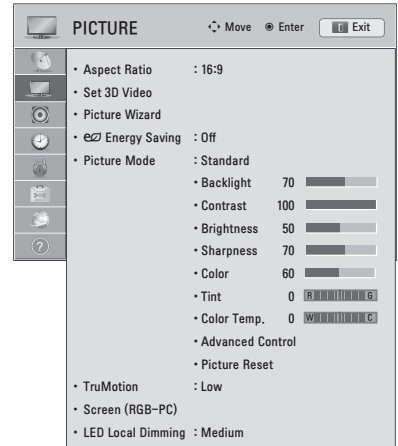 PICTURE Move Enter Exit
• Aspect Ratio : 16:9
• Set 3D Video
• Picture Wizard
• Energy Saving : Off
• Picture Mode : Standard
• Backlight 70
• Contrast 100
• Brightness 50
• Sharpness 70
• Color 60
• Tint 0 R G
• Color Temp. 0 W C
• Advanced Control
• Picture Reset
• TruMotion : Low
• Screen (RGB-PC)
• LED Local Dimming : Medium
?